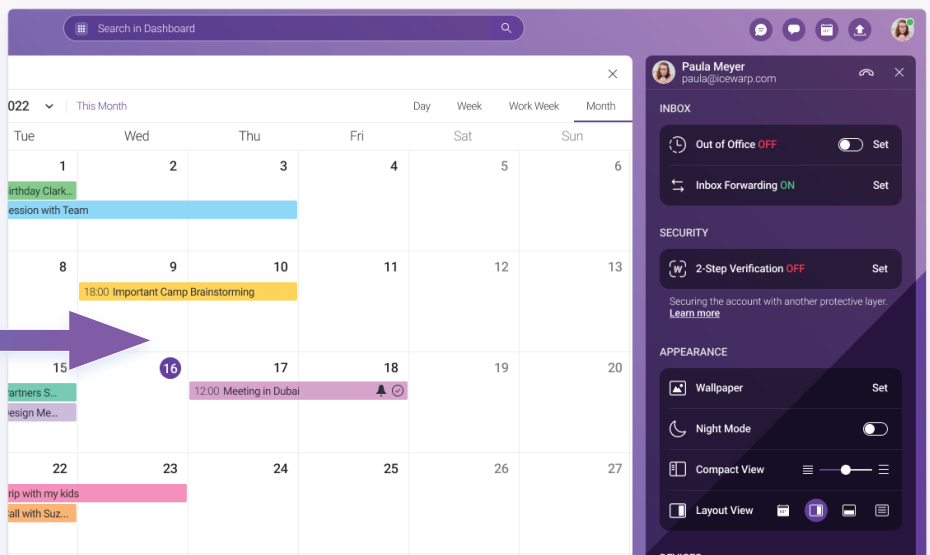 Search in Dashboard
022
This Month
Day
Week
Work Week
Month
Tue
Wed
Thu
Fri
Sat
Sun
1
2
3
4
5
6
irthday Clark...
ession with Team
8
9
10
11
12
13
18:00 Important Camp Brainstorming
15
16
17
18
19
20
artners S...
12:00 Meeting in Dubai
esign Me...
22
23
24
25
26
27
rip with my kids
all with Suz...
Paula Meyer
paula@icewarp.com
INBOX
Out of Office OFF
Set
Inbox Forwarding ON
Set
SECURITY
W
2-Step Verification OFF
Set
Securing the account with another protective layer.
Learn more
APPEARANCE
Wallpaper
Set
Night Mode
Compact View
Layout View